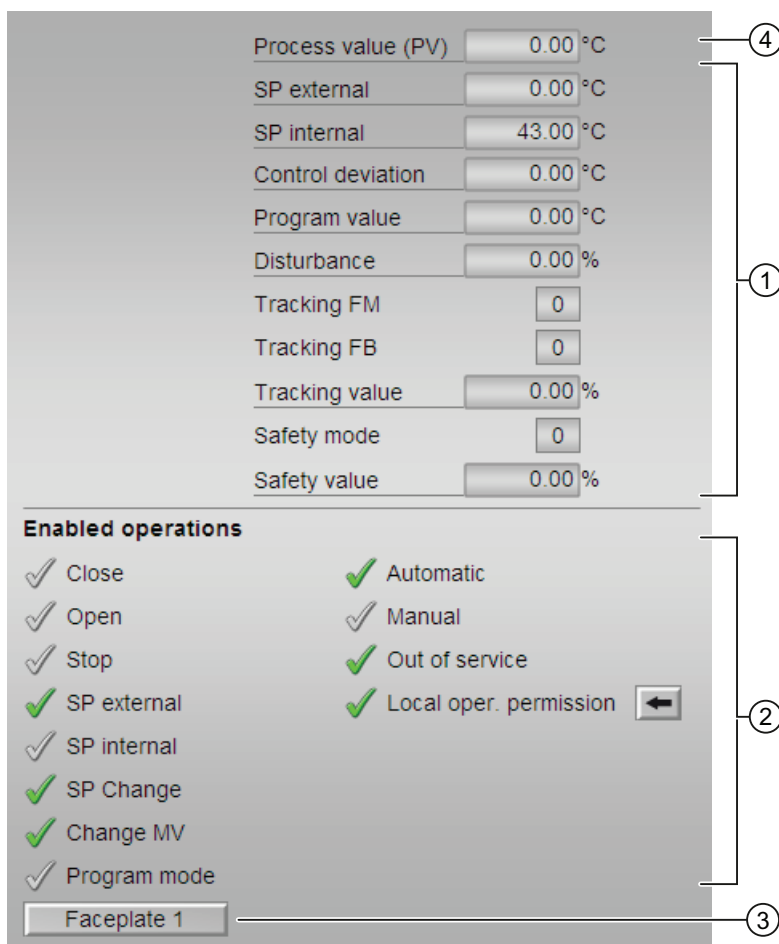 Process value (PV) 0.00 °C ④
SP external 0.00 °C
SP internal 43.00 °C
Control deviation 0.00 °C
Program value 0.00 °C
Disturbance 0.00 % ①
Tracking FM 0
Tracking FB 0
Tracking value 0.00 %
Safety mode 0
Safety value 0.00 %
Enabled operations
Close Automatic
Open Manual
Stop Out of service
SP external Local oper. permission ②
SP internal
SP Change
Change MV
Program mode
Faceplate 1 ③